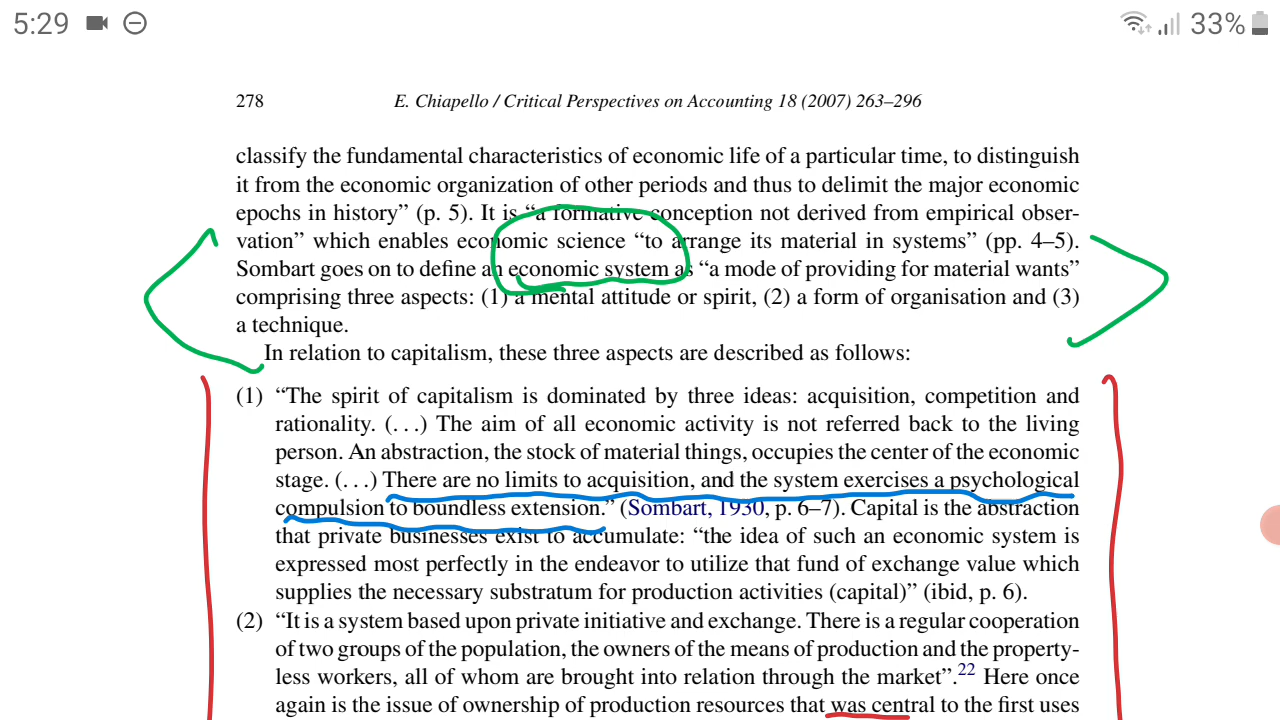 5:29 33%
278 E. Chiapello / Critical Perspectives on Accounting 18 (2007) 263–296
classify the fundamental characteristics of economic life of a particular time, to distinguish
it from the economic organization of other periods and thus to delimit the major economic
epochs in history” (p. 5). It is “a formative conception not derived from empirical obser-
vation” which enables economic science “to arrange its material in systems” (pp. 4–5).
Sombart goes on to define an economic system as “a mode of providing for material wants”
comprising three aspects: (1) a mental attitude or spirit, (2) a form of organisation and (3)
a technique.
In relation to capitalism, these three aspects are described as follows:
(1) “The spirit of capitalism is dominated by three ideas: acquisition, competition and
rationality. (...) The aim of all economic activity is not referred back to the living
person. An abstraction, the stock of material things, occupies the center of the economic
stage. (...) There are no limits to acquisition, and the system exercises a psychological
compulsion to boundless extension.” (Sombart, 1930, p. 6–7). Capital is the abstraction
that private businesses exist to accumulate: “the idea of such an economic system is
expressed most perfectly in the endeavor to utilize that fund of exchange value which
supplies the necessary substratum for production activities (capital)” (ibid, p. 6).
(2) “It is a system based upon private initiative and exchange. There is a regular cooperation
of two groups of the population, the owners of the means of production and the property-
less workers, all of whom are brought into relation through the market”.22 Here once
again is the issue of ownership of production resources that was central to the first uses